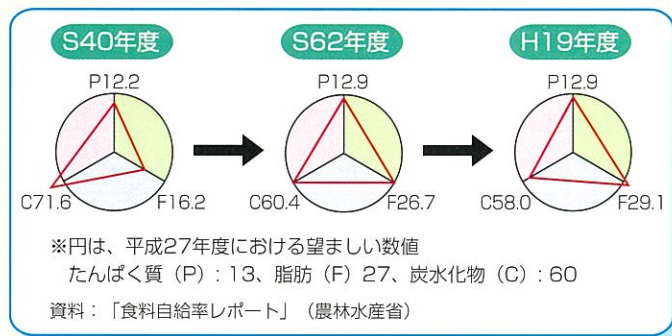 S40年度
S62年度
H19年度
P12.2
P12.9
P12.9
C71.6
F16.2
C60.4
F26.7
C58.0
F29.1
※円は、平成27年度における望ましい数値
たんぱく質（P）: 13、脂肪（F）27、炭水化物（C）: 60
資料：「食料自給率レポート」（農林水産省）